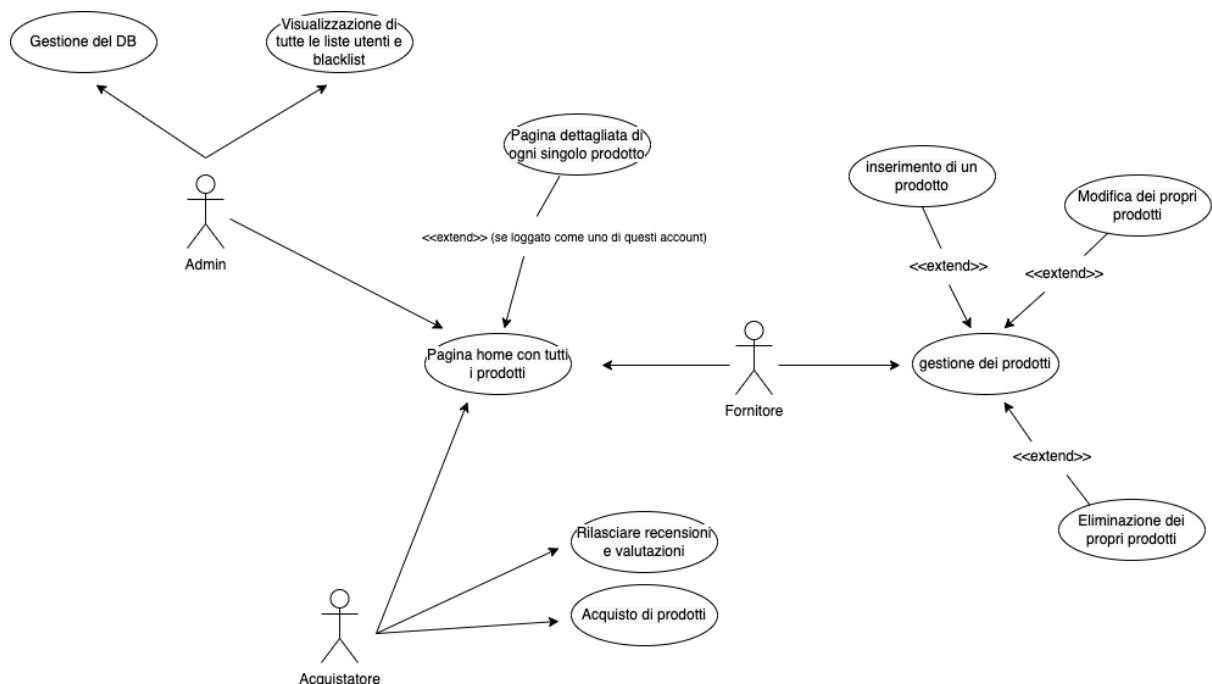 Gestione del DB
Visualizzazione di
tutte le liste utenti e
blacklist
Pagina dettagliata di
ogni singolo prodotto
inserimento di un
prodotto
Modifica dei propri
prodotti
<<extend>> (se loggato come uno di questi account)
Admin
<<extend>>
<<extend>>
Pagina home con tutti
i prodotti
gestione dei prodotti
Fornitore
<<extend>>
Rilasciare recensioni
e valutazioni
Eliminazione dei
propri prodotti
Acquisto di prodotti
Acquistatore